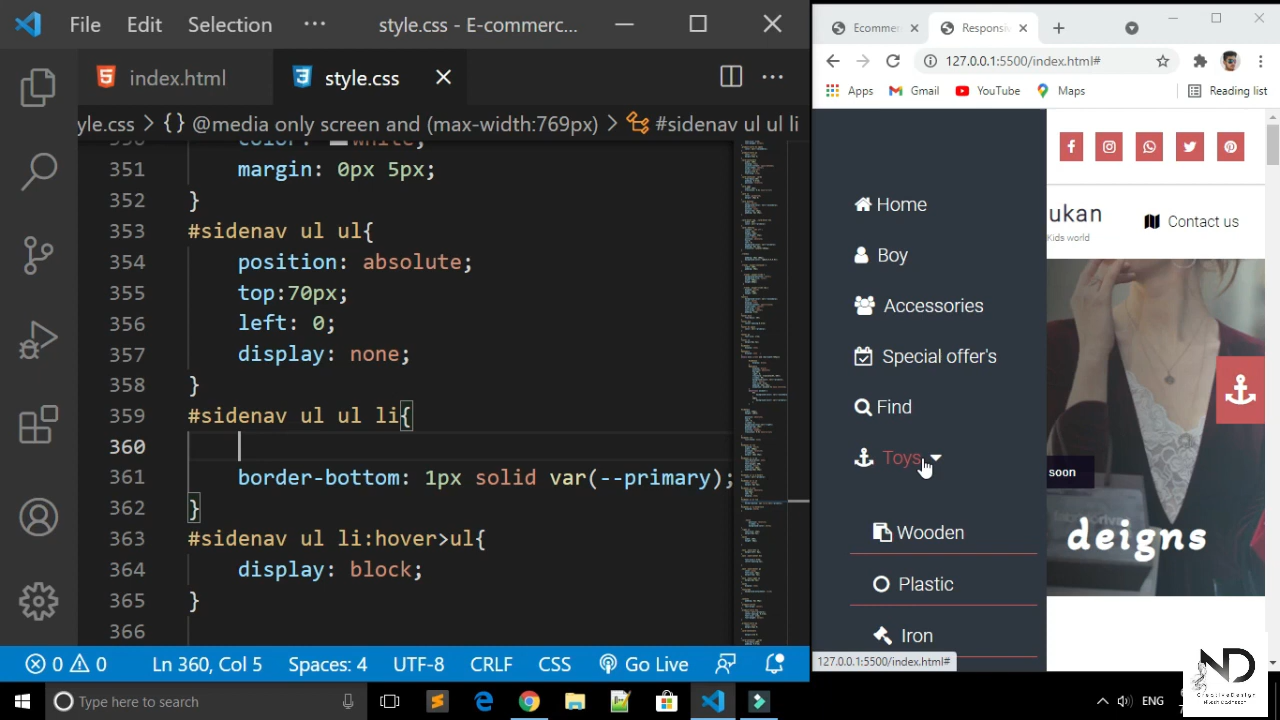 File Edit Selection ··· style.css - E-commerc...
index.html style.css
yle.css > {} @media only screen and (max-width:769px) > #sidenav ul ul li
margin: 0px 5px;
352 }
#sidenav ul ul{
354 position: absolute;
top:70px;
356 left: 0;
357 display: none;
358 }
359 #sidenav ul ul li{
360
361 border-bottom: 1px solid var(--primary);
}
#sidenav ul li:hover>ul{
364 display: block;
365 }
366
0 0 Ln 360, Col 5 Spaces: 4 UTF-8 CRLF CSS Go Live
Type here to search
Ecommer Responsiv
127.0.0.1:5500/index.html#
Apps Gmail YouTube Maps Reading list
Home
Boy
Accessories
Special offer's
Find
Toys
Wooden
Plastic
Iron
ukan
Kids world
Contact us
soon
deigns
127.0.0.1:5500/index.html#
ENG
ND
CreativeDesign